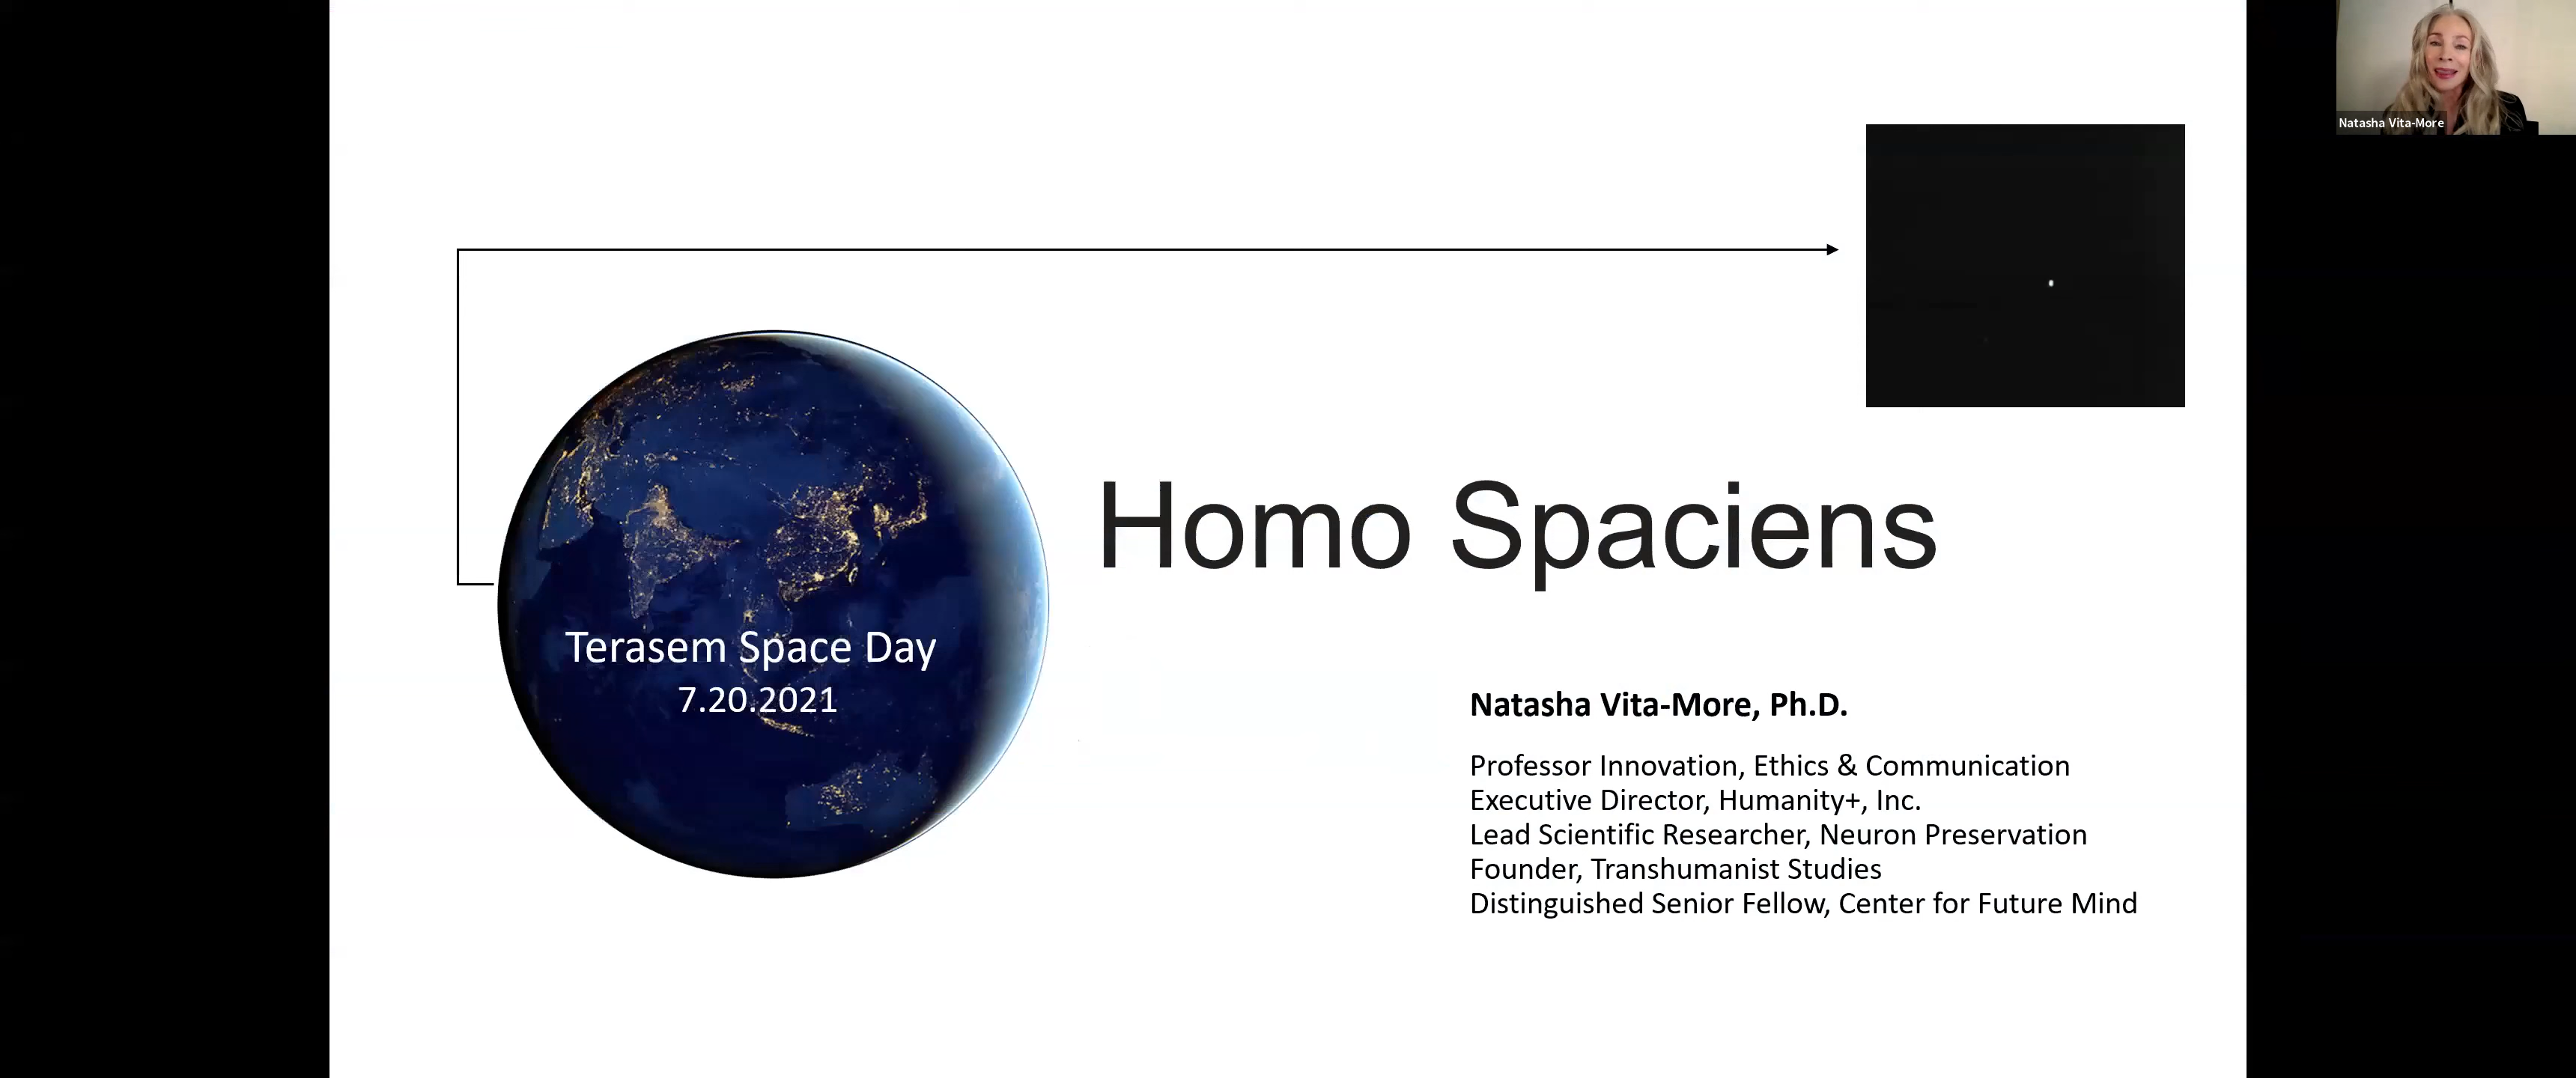 Natasha Vita-More
Homo Spaciens
Terasem Space Day
7.20.2021
Natasha Vita-More, Ph.D.
Professor Innovation, Ethics & Communication
Executive Director, Humanity+, Inc.
Lead Scientific Researcher, Neuron Preservation
Founder, Transhumanist Studies
Distinguished Senior Fellow, Center for Future Mind